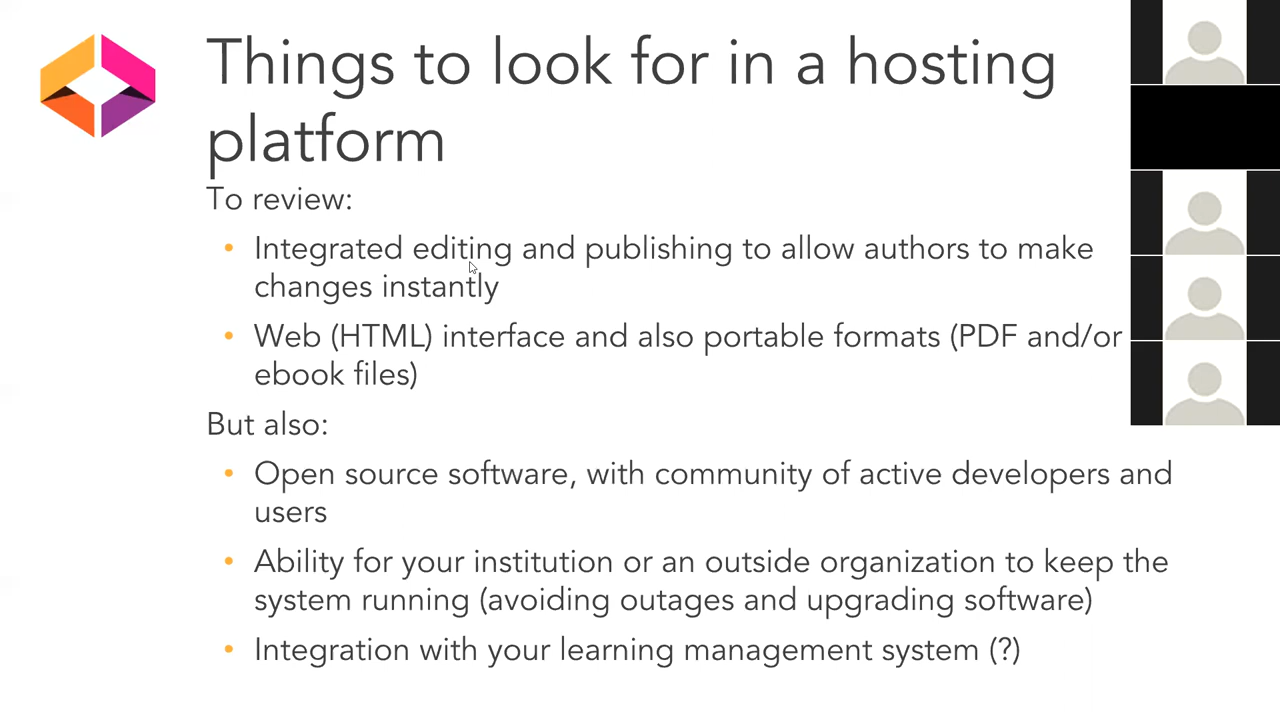 Things to look for in a hosting
platform
To review:
• Integrated editing and publishing to allow authors to make
changes instantly
• Web (HTML) interface and also portable formats (PDF and/or
ebook files)
But also:
• Open source software, with community of active developers and
users
• Ability for your institution or an outside organization to keep the
system running (avoiding outages and upgrading software)
• Integration with your learning management system (?)